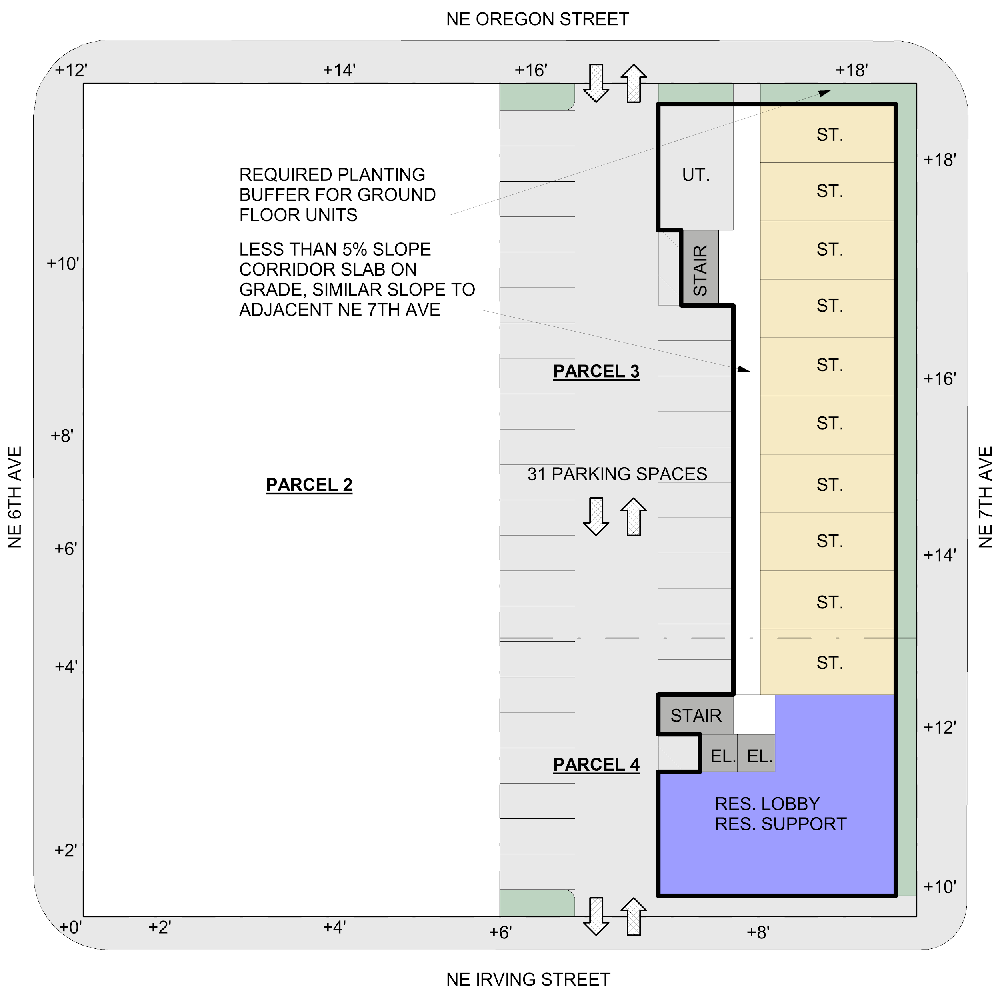 NE OREGON STREET
+12'
+14'
+16'
+18'
ST.
+18'
REQUIRED PLANTING
BUFFER FOR GROUND
FLOOR UNITS
UT.
ST.
LESS THAN 5% SLOPE
CORRIDOR SLAB ON
GRADE, SIMILAR SLOPE TO
ADJACENT NE 7TH AVE
+10'
STAIR
ST.
ST.
PARCEL 3
ST.
+16'
+8'
ST.
NE 6TH AVE
PARCEL 2
31 PARKING SPACES
ST.
NE 7TH AVE
+6'
ST.
+14'
ST.
+4'
ST.
STAIR
+12'
PARCEL 4
EL.
EL.
RES. LOBBY
RES. SUPPORT
+2'
+10'
+0'
+2'
+4'
+6'
+8'
NE IRVING STREET